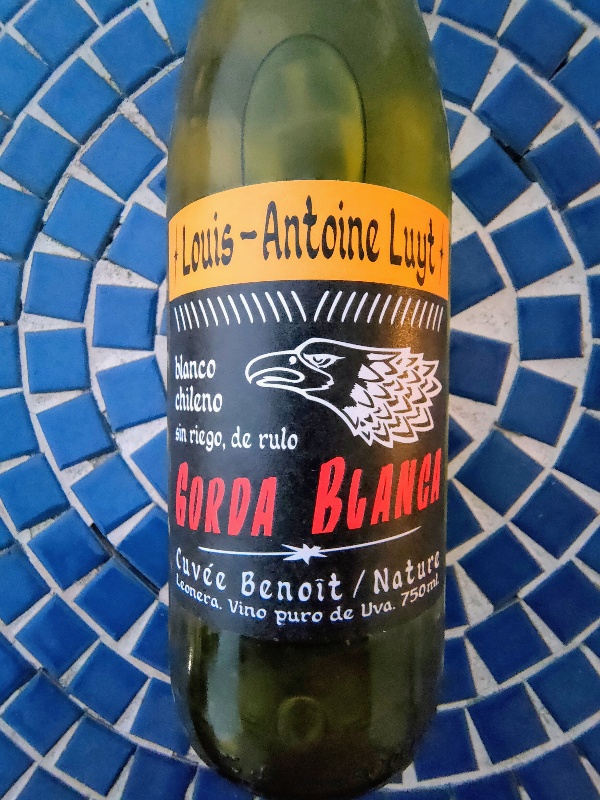 Louis-Antoine Luyt
blanco
chileno
sin riego, de rulo
GORDA BLANCA
Cuvée Benoît / Nature
Leonera. Vino puro de Uva. 750ml